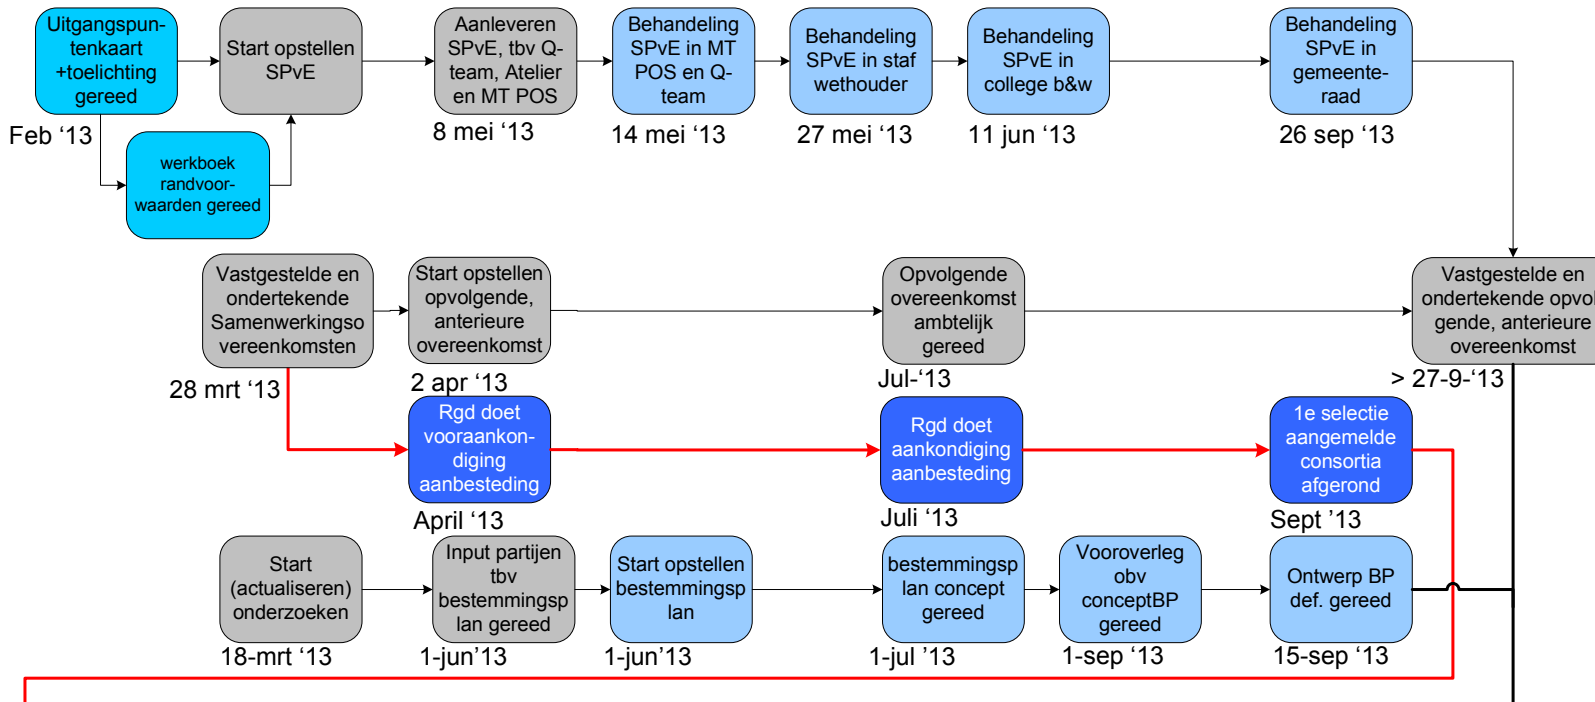 Uitgangspun-
tenkaart
+toelichting
gereed
Feb ‘13
Start opstellen
SPvE
werkboek
randvoor-
waarden gereed
Aanleveren
SPvE, tbv Q-
team, Atelier
en MT POS
8 mei ‘13
Behandeling
SPvE in MT
POS en Q-
team
14 mei ‘13
Behandeling
SPvE in staf
wethouder
27 mei ‘13
Behandeling
SPvE in
college b&w
11 jun ‘13
Behandeling
SPvE in
gemeente-
raad
26 sep ‘13
Vastgestelde en
ondertekende
Samenwerkingso
vereenkomsten
28 mrt ‘13
Start opstellen
opvolgende,
anterieure
overeenkomst
2 apr ‘13
Opvolgende
overeenkomst
ambtelijk
gereed
Jul-‘13
Vastgestelde en
ondertekende opvol
gende, anterieure
overeenkomst
> 27-9-‘13
Rgd doet
vooraankon-
diging
aanbesteding
April ‘13
Rgd doet
aankondiging
aanbesteding
Juli ‘13
1e selectie
aangemelde
consortia
afgerond
Sept ’13
Start
(actualiseren)
onderzoeken
18-mrt ‘13
Input partijen
tbv
bestemmingsp
lan gereed
1-jun’13
Start opstellen
bestemmingsp
lan
1-jun’13
bestemmingsp
lan concept
gereed
1-jul ‘13
Vooroverleg
obv
conceptBP
gereed
1-sep ‘13
Ontwerp BP
def. gereed
15-sep ‘13